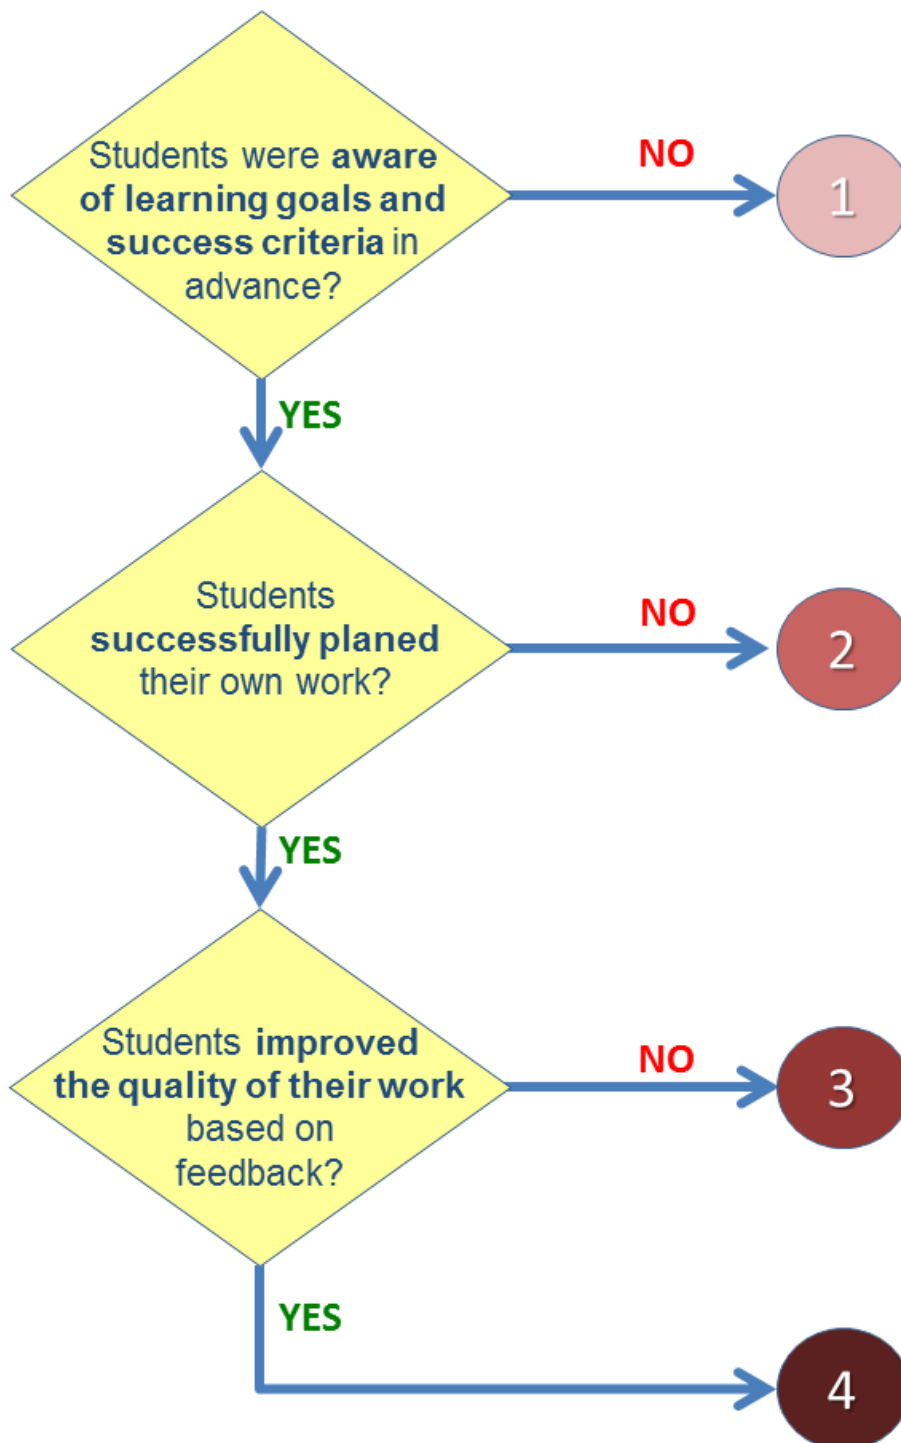 Students were aware
of learning goals and
success criteria in
advance?
NO
1
YES
Students
successfully planed
their own work?
NO
2
YES
Students improved
the quality of their work
based on
feedback?
NO
3
YES
4